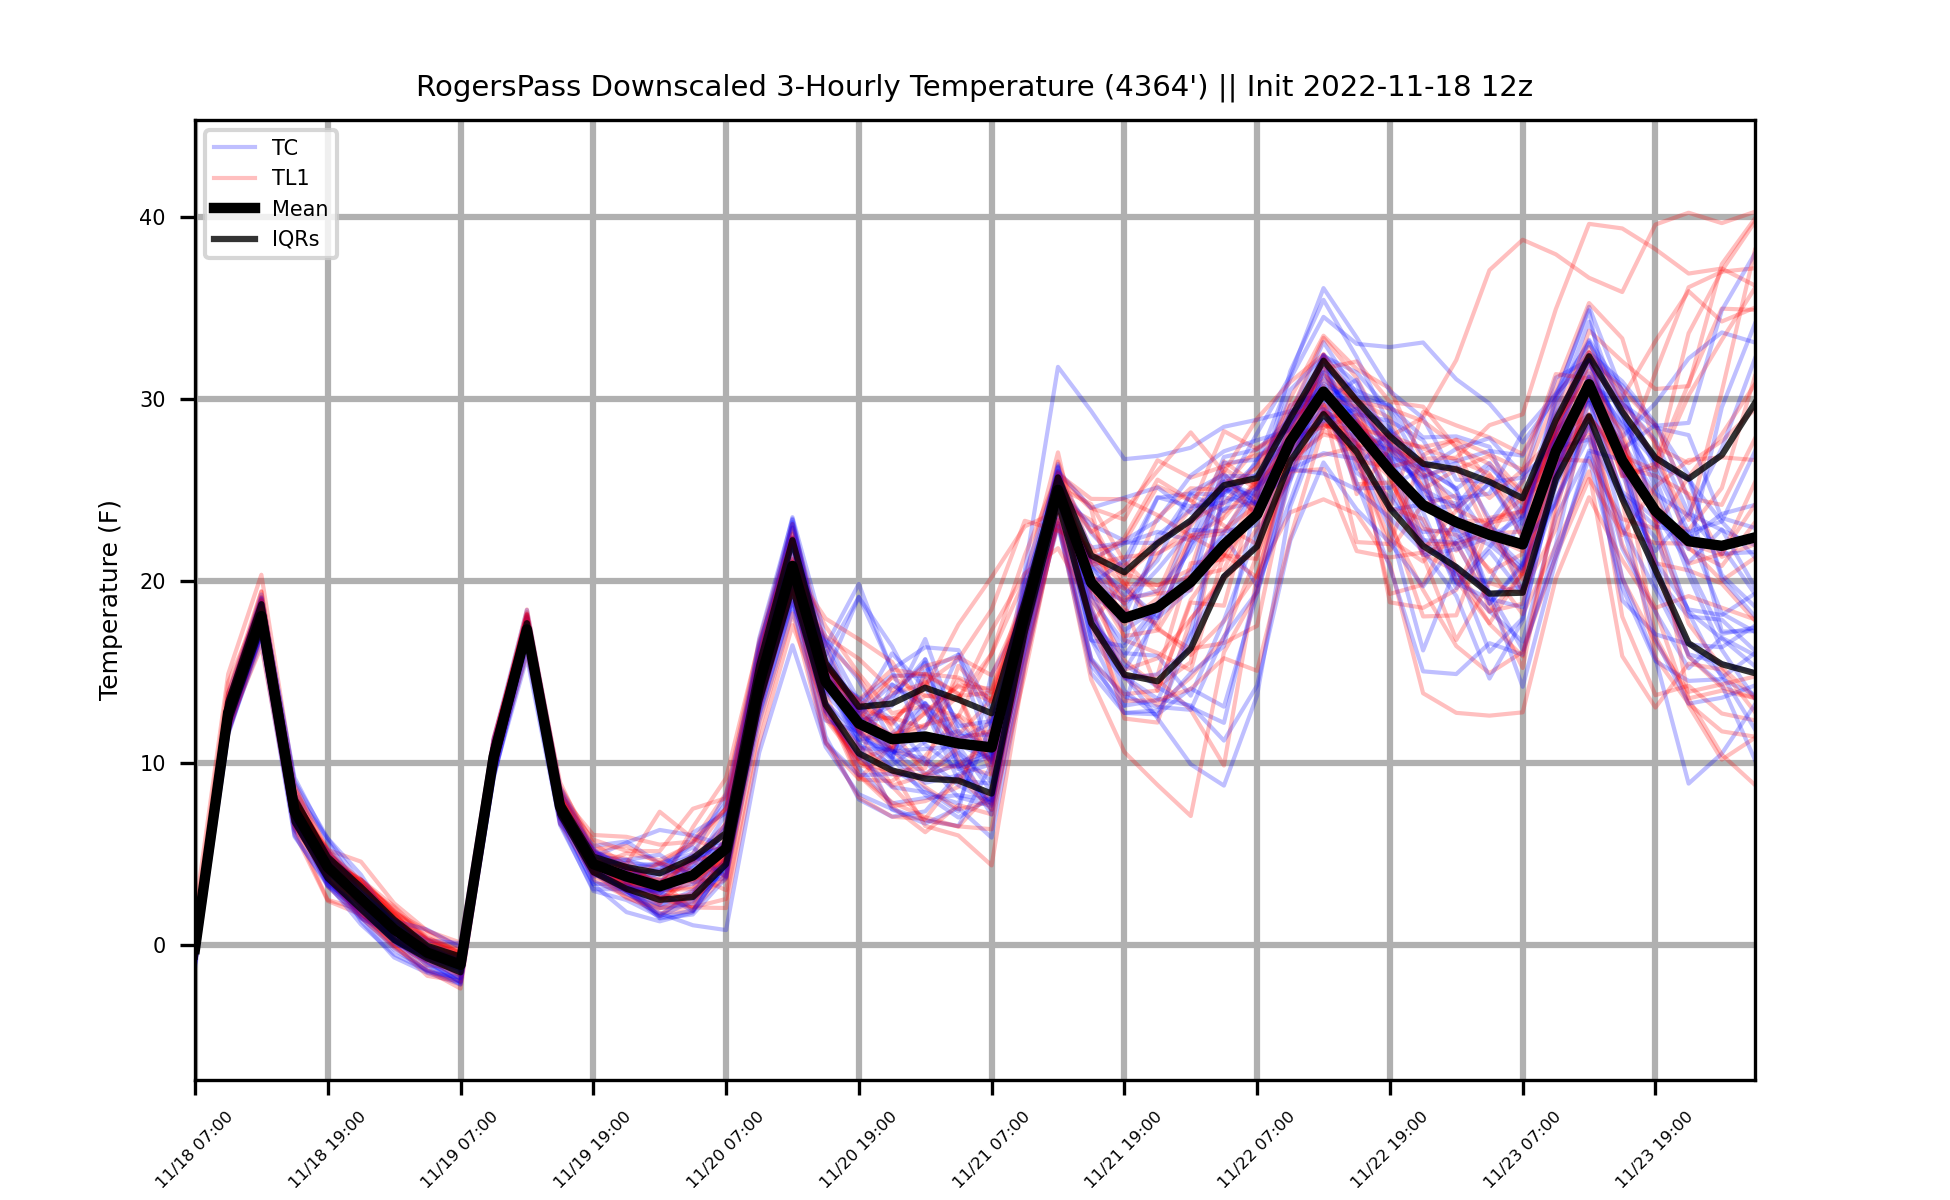 RogersPass Downscaled 3-Hourly Temperature (4364') || Init 2022-11-18 12z
TC
TL1
Mean
IQRs
Temperature (F)
40
30
20
10
0
11/18 07:00
11/18 19:00
11/19 07:00
11/19 19:00
11/20 07:00
11/20 19:00
11/21 07:00
11/21 19:00
11/22 07:00
11/22 19:00
11/23 07:00
11/23 19:00